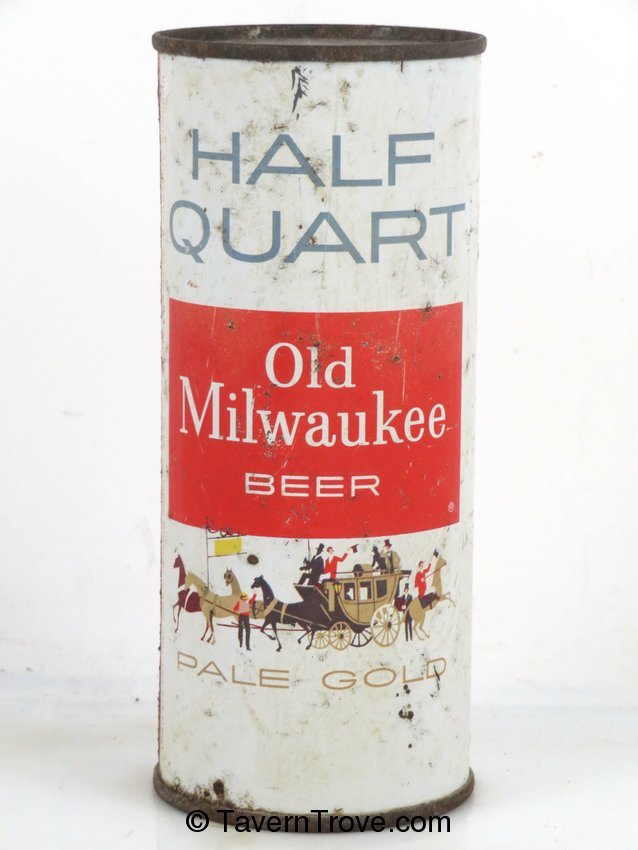 HALF
QUART
Old
Milwaukee
BEER
®
PALE GOLD
© TavernTrove.com